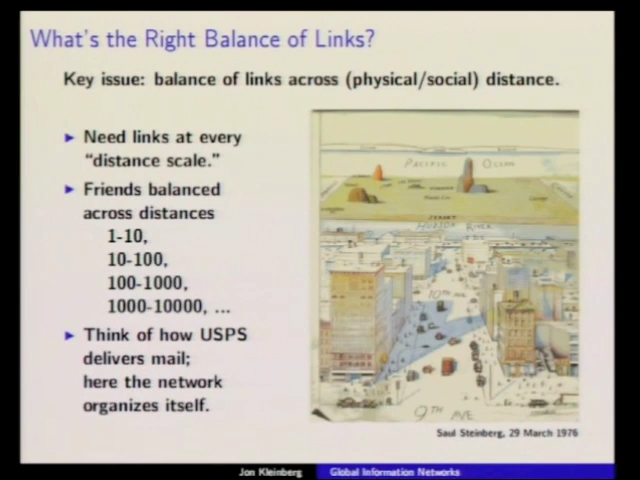 What's the Right Balance of Links?
Key issue: balance of links across (physical/social) distance.
Need links at every
"distance scale."
Friends balanced
across distances
1-10,
10-100,
100-1000,
1000-10000, ...
Think of how USPS
delivers mail;
here the network
organizes itself.
PACIFIC OCEAN
JERSEY
HUDSON RIVER
10TH AVE
9TH AVE
Saul Steinberg, 29 March 1976
Jon Kleinberg
Global Information Networks